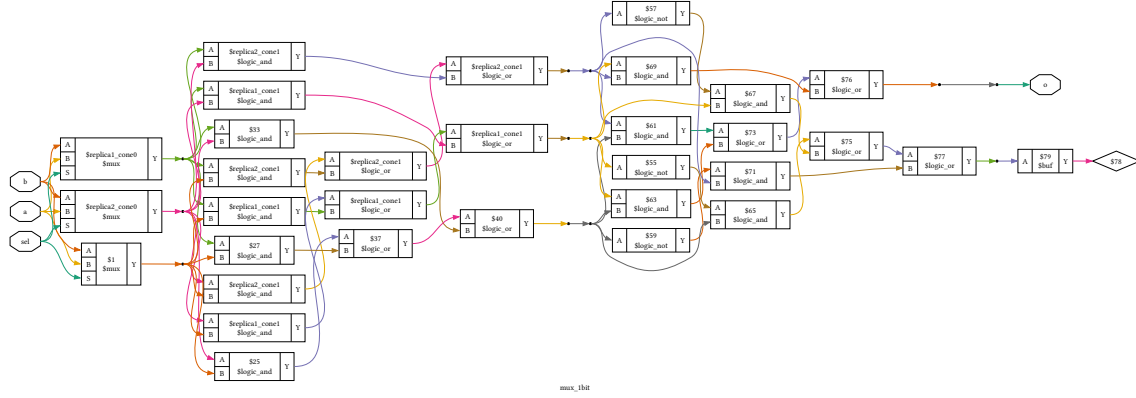 b
a
sel
A
B
S
$replica1_cone0
$mux
Y
A
B
S
$replica2_cone0
$mux
Y
A
B
S
$1
$mux
Y
A
B
$replica2_cone1
$logic_and
Y
A
B
$replica1_cone1
$logic_and
Y
A
B
$33
$logic_and
Y
A
B
$replica2_cone1
$logic_and
Y
A
B
$replica1_cone1
$logic_and
Y
A
B
$27
$logic_and
Y
A
B
$replica2_cone1
$logic_and
Y
A
B
$replica1_cone1
$logic_and
Y
A
B
$25
$logic_and
Y
A
B
$replica2_cone1
$logic_or
Y
A
B
$replica1_cone1
$logic_or
Y
A
B
$37
$logic_or
Y
A
B
$replica2_cone1
$logic_or
Y
A
B
$replica1_cone1
$logic_or
Y
A
B
$40
$logic_or
Y
A
$57
$logic_not
Y
A
B
$69
$logic_and
Y
A
B
$61
$logic_and
Y
A
$55
$logic_not
Y
A
B
$63
$logic_and
Y
A
$59
$logic_not
Y
A
B
$67
$logic_and
Y
A
B
$73
$logic_and
Y
A
B
$71
$logic_and
Y
A
B
$65
$logic_and
Y
A
B
$76
$logic_or
Y
A
B
$75
$logic_or
Y
A
B
$77
$logic_or
Y
A
$79
$buf
Y
o
$78
mux_1bit